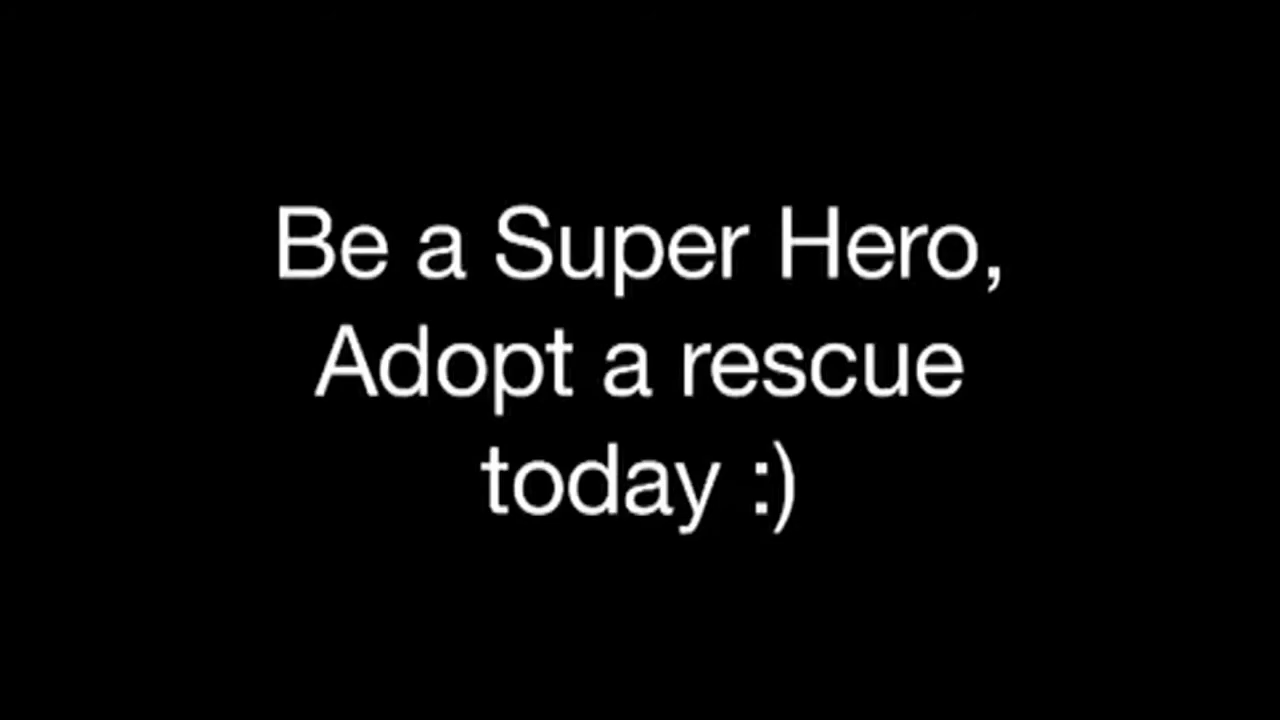 Be a Super Hero,
Adopt a rescue
today :)